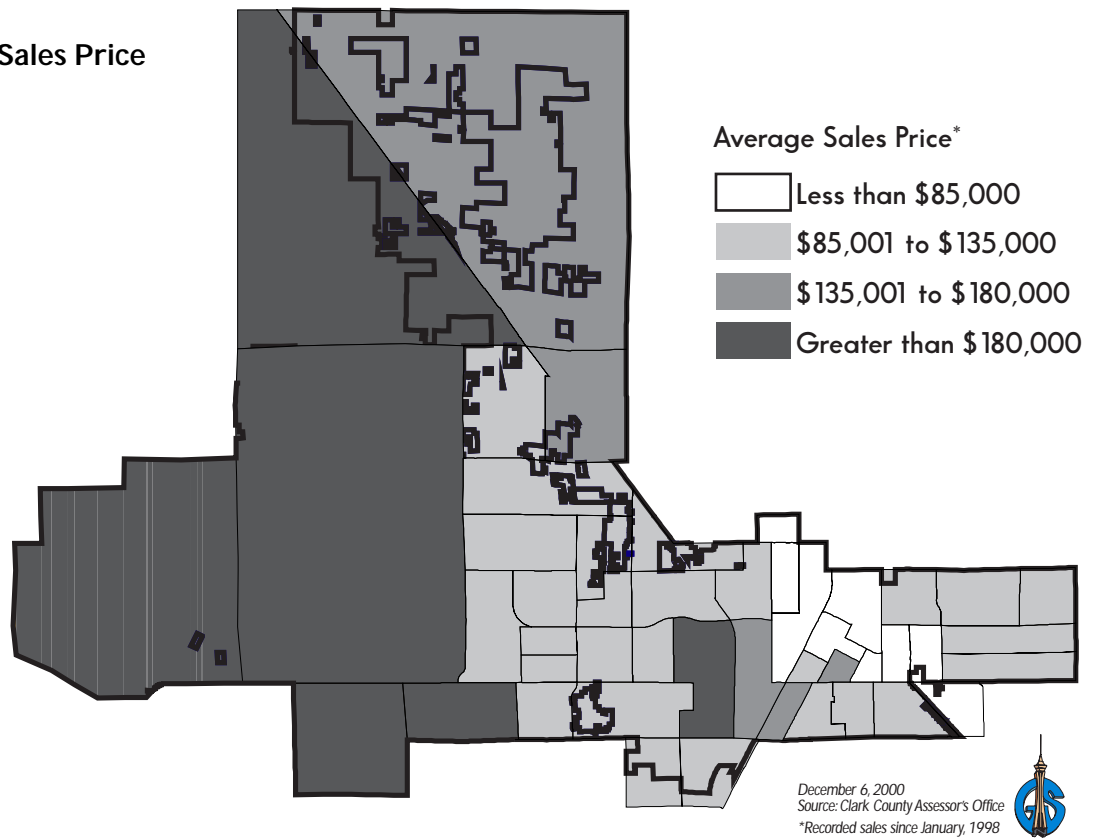 Sales Price
Average Sales Price*
Less than $85,000
$85,001 to $135,000
$135,001 to $180,000
Greater than $180,000
December 6, 2000
Source: Clark County Assessor's Office
*Recorded sales since January, 1998
GIS